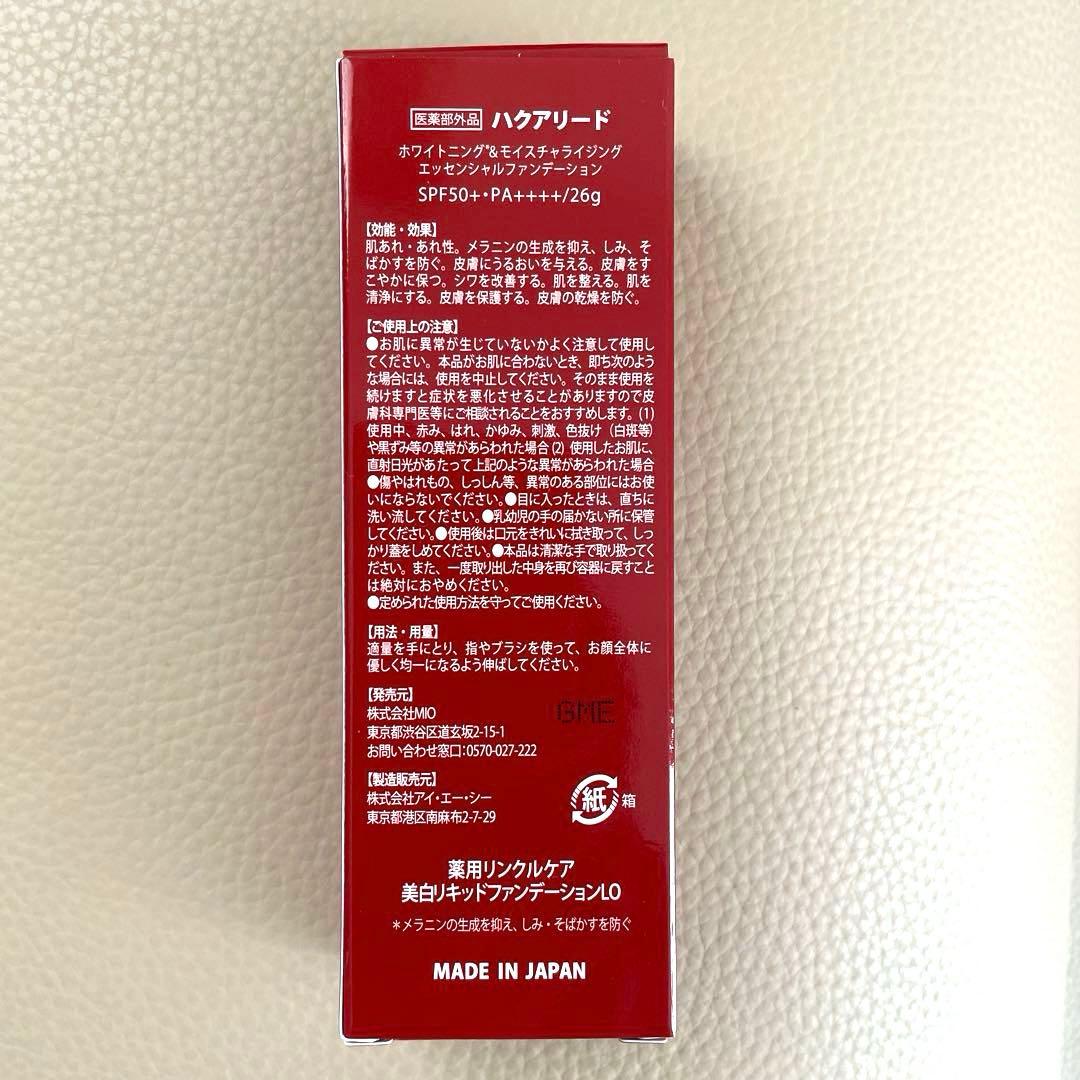 医薬部外品 ハクアリード
ホワイトニング*&モイスチャライジング
エッセンシャルファンデーション
SPF50+・PA++++/26g
【効能・効果】
肌あれ・あれ性。メラニンの生成を抑え、しみ、そ
ばかすを防ぐ。皮膚にうるおいを与える。皮膚をす
こやかに保つ。シワを改善する。肌を整える。肌を
清浄にする。皮膚を保護する。皮膚の乾燥を防ぐ。
【ご使用上の注意】
●お肌に異常が生じていないかよく注意して使用し
てください。本品がお肌に合わないとき、即ち次のよう
な場合には、使用を中止してください。そのまま使用を
続けますと症状を悪化させることがありますので皮
膚科専門医等にご相談されることをおすすめします。(1)
使用中、赤み、はれ、かゆみ、刺激、色抜け（白斑等）
や黒ずみ等の異常があらわれた場合(2) 使用したお肌に、
直射日光があたって上記のような異常があらわれた場合
●傷やはれもの、しっしん等、異常のある部位にはお使
いにならないでください。●目に入ったときは、直ちに
洗い流してください。●乳幼児の手の届かない所に保管
してください。●使用後は口元をきれいに拭き取って、しっ
かり蓋をしめてください。●本品は清潔な手で取り扱ってく
ださい。また、一度取り出した中身を再び容器に戻すこと
は絶対におやめください。
●定められた使用方法を守ってご使用ください。
【用法・用量】
適量を手にとり、指やブラシを使って、お顔全体に
優しく均一になるよう伸ばしてください。
【発売元】
株式会社MIO
東京都渋谷区道玄坂2-15-1
お問い合わせ窓口：0570-027-222
GME
【製造販売元】
株式会社アイ・エー・シー
東京都港区南麻布2-7-29
紙 箱
薬用リンクルケア
美白リキッドファンデーションLO
＊メラニンの生成を抑え、しみ・そばかすを防ぐ
MADE IN JAPAN